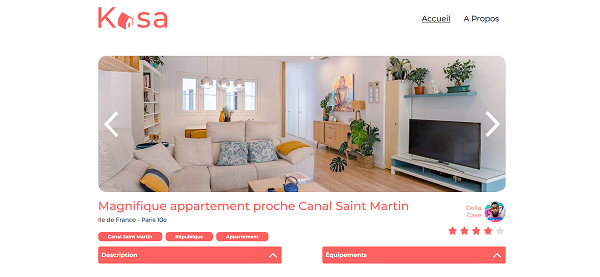 Kasa
Accueil A Propos
Magnifique appartement proche Canal Saint Martin
Ile de France - Paris 10e
Della
Case
Canal Saint Martin République Appartement
Description Équipements